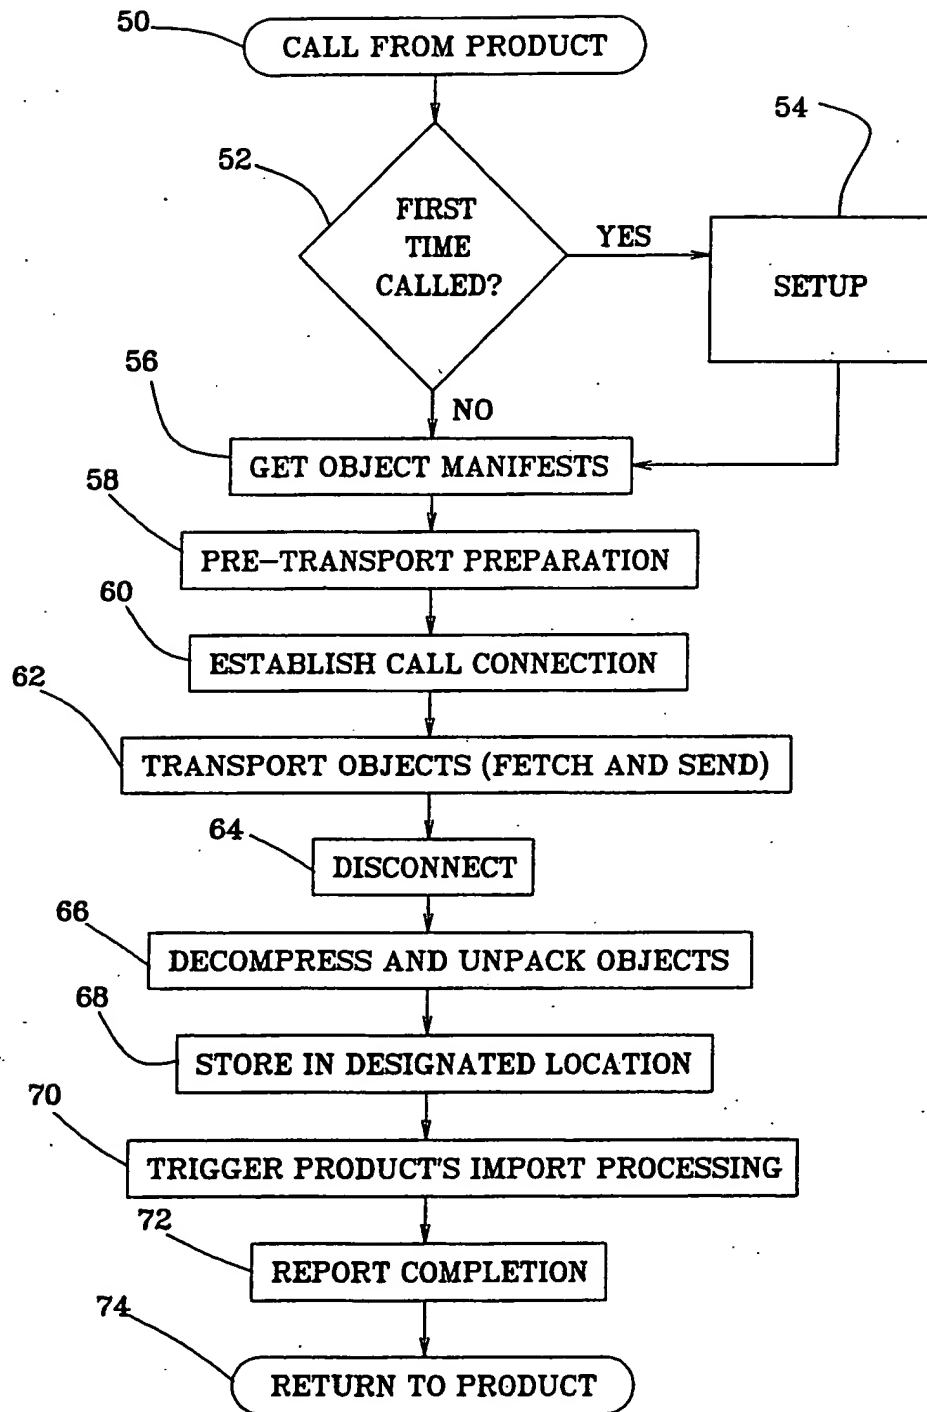 50
CALL FROM PRODUCT
54
52
FIRST
TIME
CALLED?
YES
SETUP
56
NO
GET OBJECT MANIFESTS
58
PRE-TRANSPORT PREPARATION
60
ESTABLISH CALL CONNECTION
62
TRANSPORT OBJECTS (FETCH AND SEND)
64
DISCONNECT
66
DECOMPRESS AND UNPACK OBJECTS
68
STORE IN DESIGNATED LOCATION
70
TRIGGER PRODUCT'S IMPORT PROCESSING
72
REPORT COMPLETION
74
RETURN TO PRODUCT